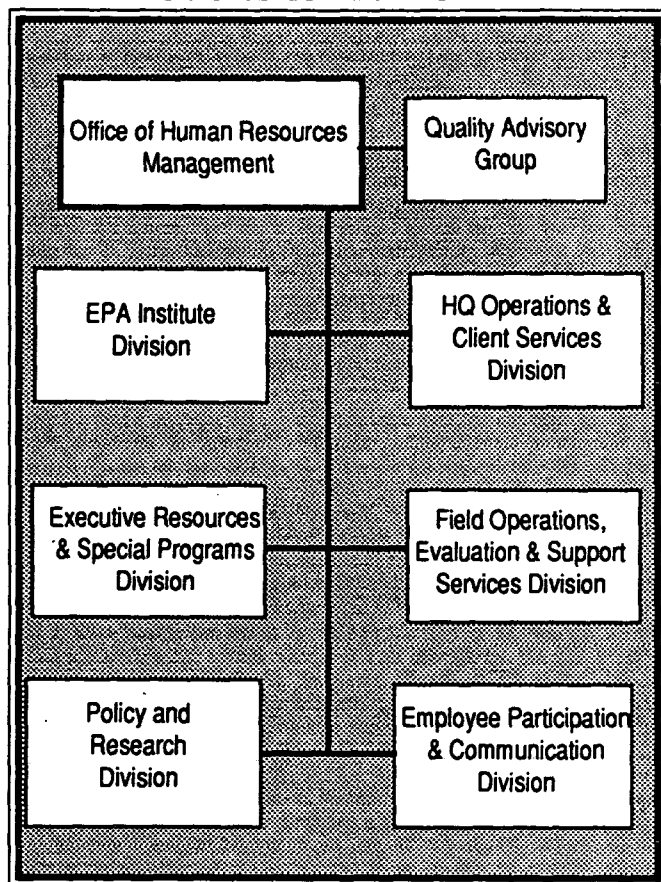 Office of Human Resources
Management
Quality Advisory
Group
EPA Institute
Division
HQ Operations &
Client Services
Division
Executive Resources
& Special Programs
Division
Field Operations,
Evaluation & Support
Services Division
Policy and
Research
Division
Employee Participation
& Communication
Division